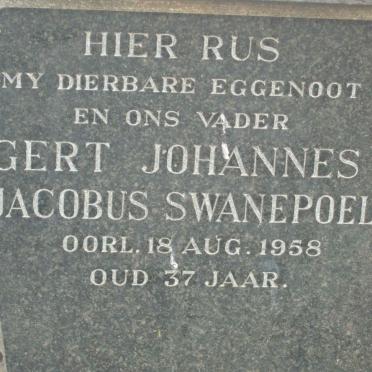 HIER RUS
MY DIERBARE EGGENOOT
EN ONS VADER
GERT JOHANNES
JACOBUS SWANEPOEL
OORL. 18 AUG. 1958
OUD 37 JAAR.